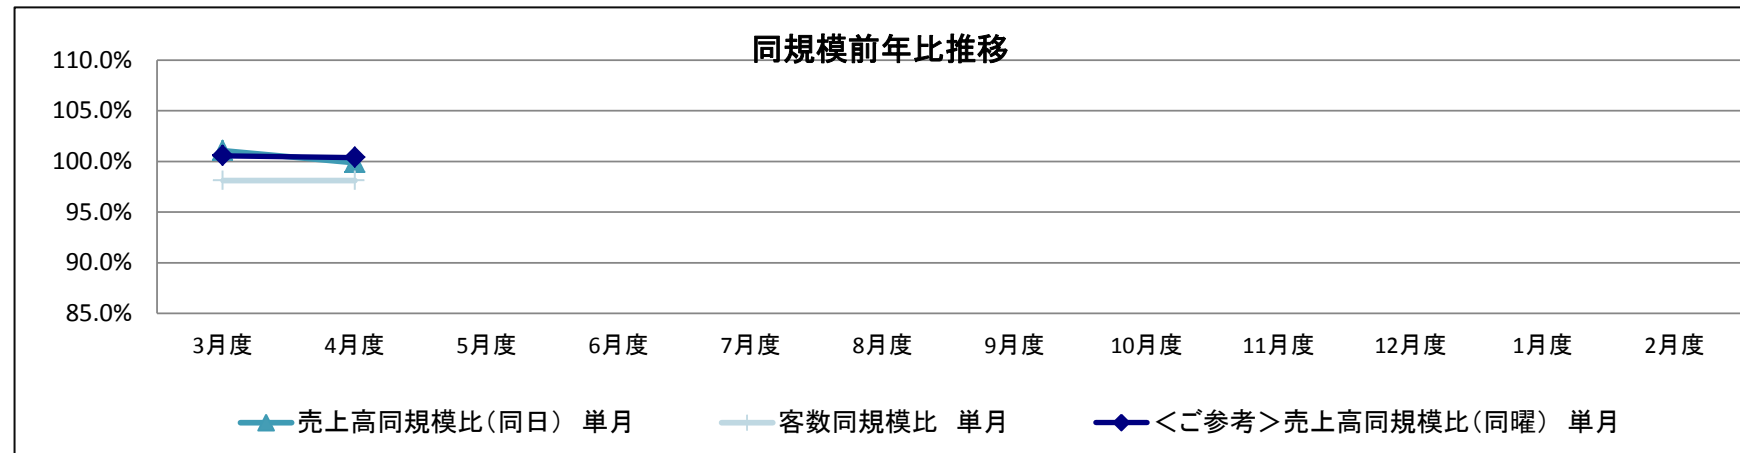 同規模前年比推移
110.0%
105.0%
100.0%
95.0%
90.0%
85.0%
3月度 4月度 5月度 6月度 7月度 8月度 9月度 10月度 11月度 12月度 1月度 2月度
売上高同規模比(同日) 単月 客数同規模比 単月 <ご参考>売上高同規模比(同曜) 単月